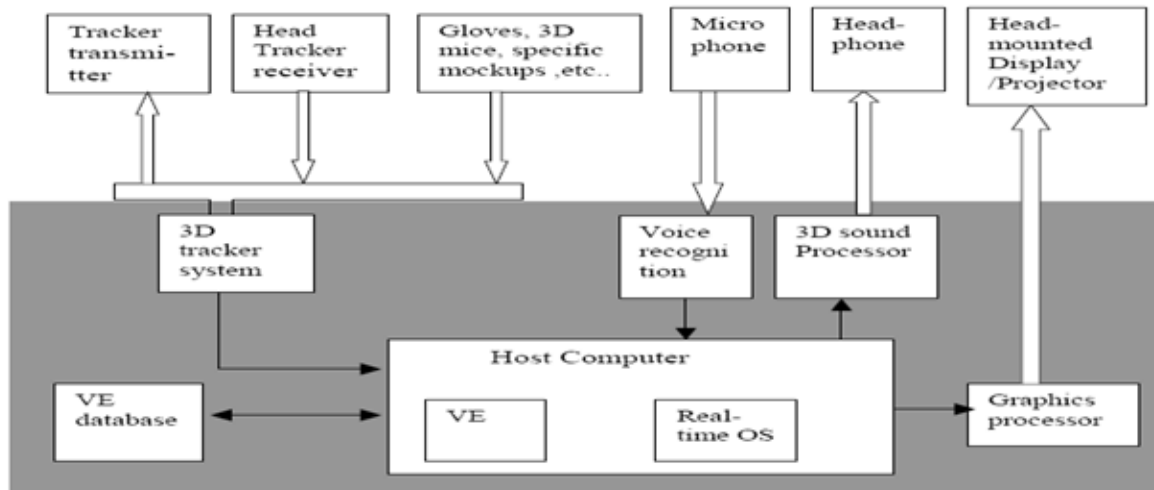 Tracker
transmi-
tter
Head
Tracker
receiver
Gloves, 3D
mice, specific
mockups ,etc..
Micro
phone
Head-
phone
Head-
mounted
Display
/Projector
3D
tracker
system
Voice
recogni
tion
3D sound
Processor
Host Computer
VE
database
VE
Real-
time OS
Graphics
processor